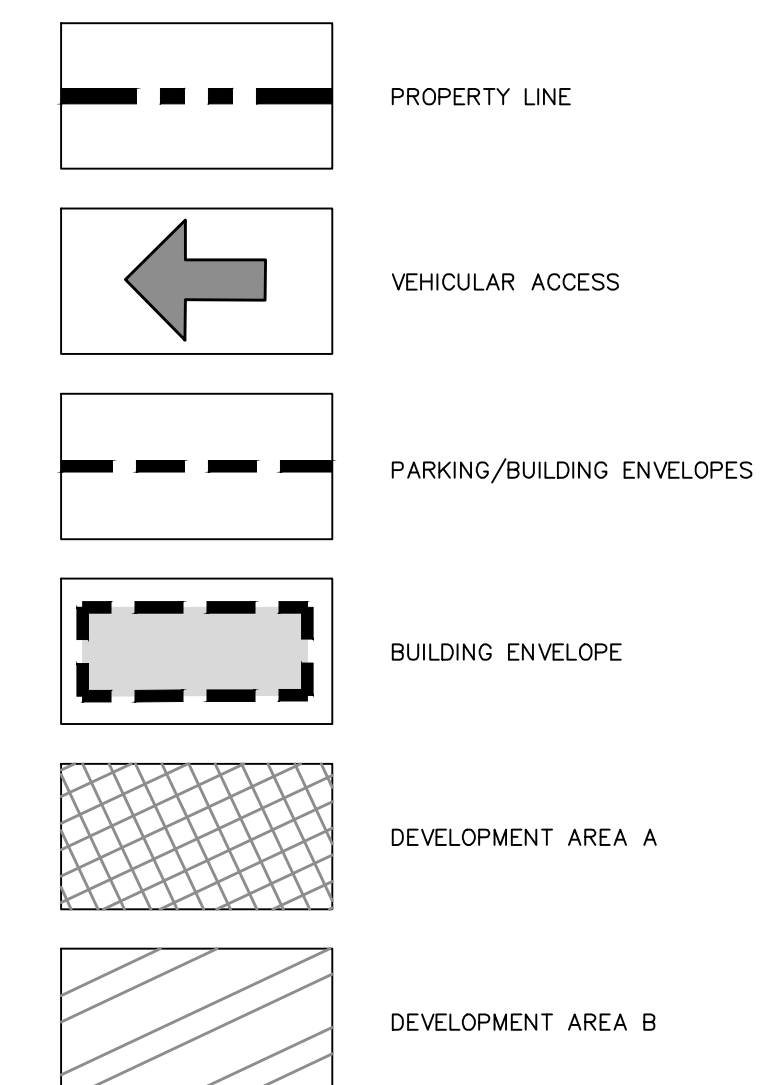 PROPERTY LINE
VEHICULAR ACCESS
PARKING/BUILDING ENVELOPES
BUILDING ENVELOPE
DEVELOPMENT AREA A
DEVELOPMENT AREA B